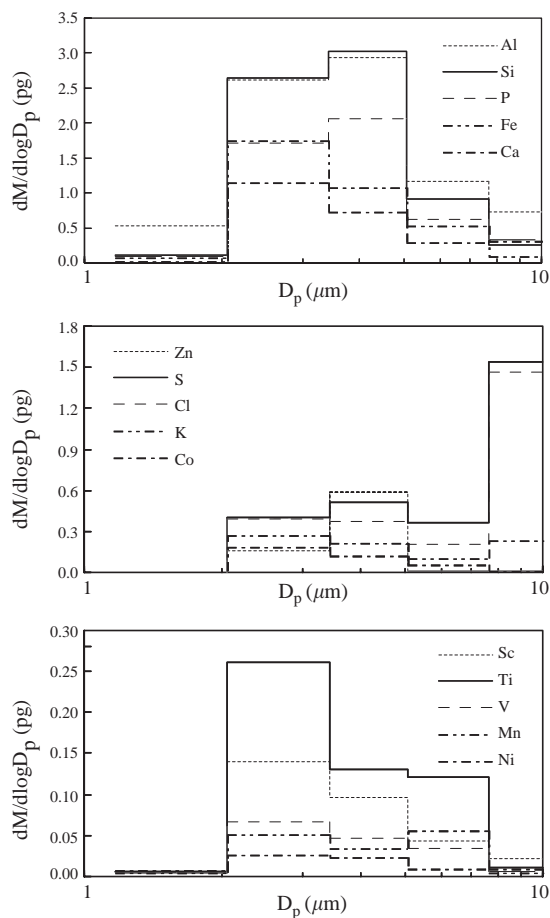 3.5
3.0
2.5
2.0
1.5
1.0
0.5
0.0
dM/dlogDp (pg)
Al
Si
P
Fe
Ca
1
10
Dp (μm)
1.8
1.5
1.2
0.9
0.6
0.3
0.0
dM/dlogDp (pg)
Zn
S
Cl
K
Co
1
10
Dp (μm)
0.30
0.25
0.20
0.15
0.10
0.05
0.00
dM/dlogDp (pg)
Sc
Ti
V
Mn
Ni
1
10
Dp (μm)